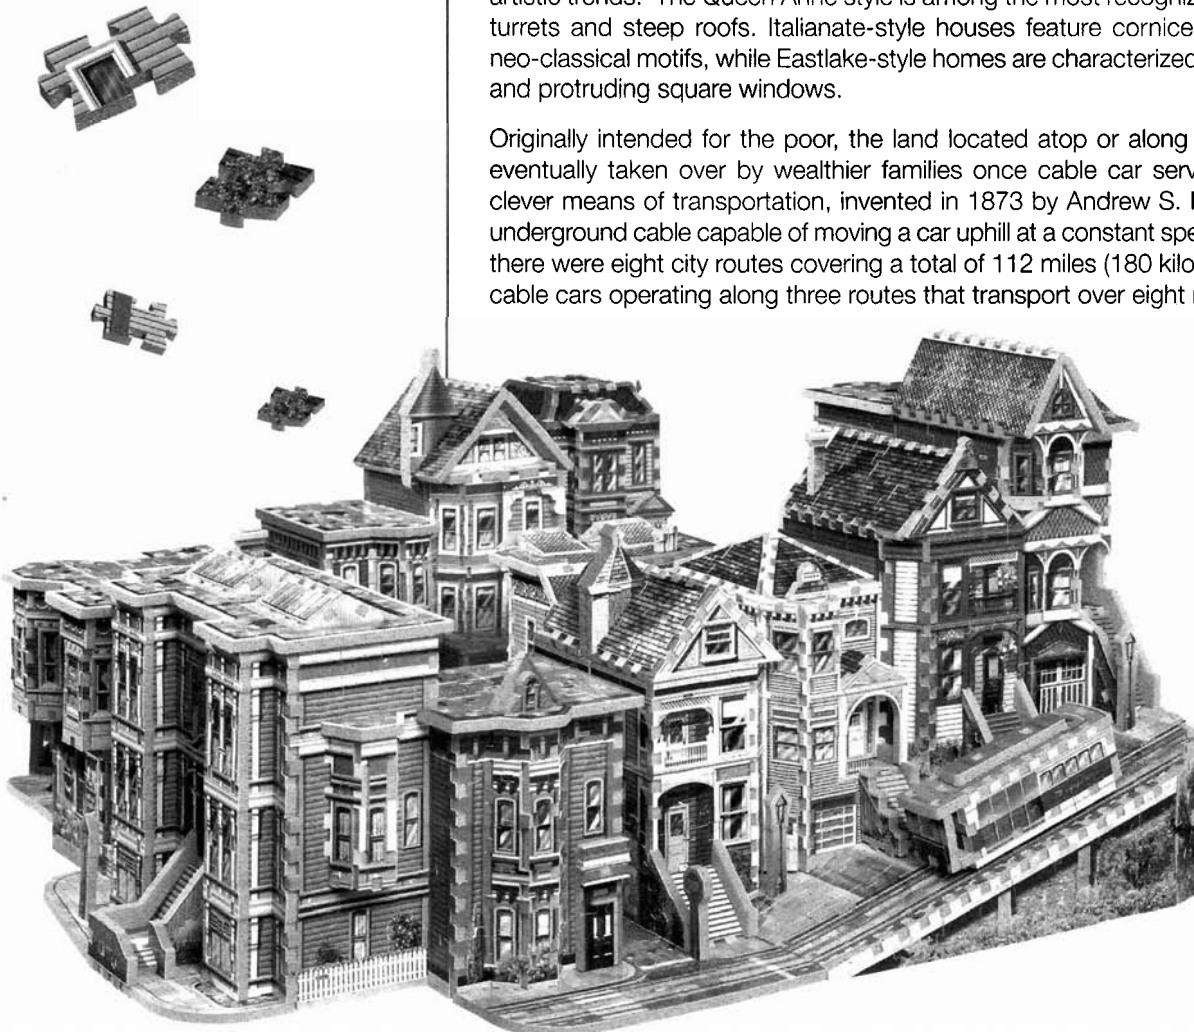 artistic trends. The Queen Anne style is among the most recogniz
turrets and steep roofs. Italianate-style houses feature cornice
neo-classical motifs, while Eastlake-style homes are characterized
and protruding square windows.
Originally intended for the poor, the land located atop or along
eventually taken over by wealthier families once cable car serv
clever means of transportation, invented in 1873 by Andrew S.
underground cable capable of moving a car uphill at a constant spe
there were eight city routes covering a total of 112 miles (180 kilo
cable cars operating along three routes that transport over eight